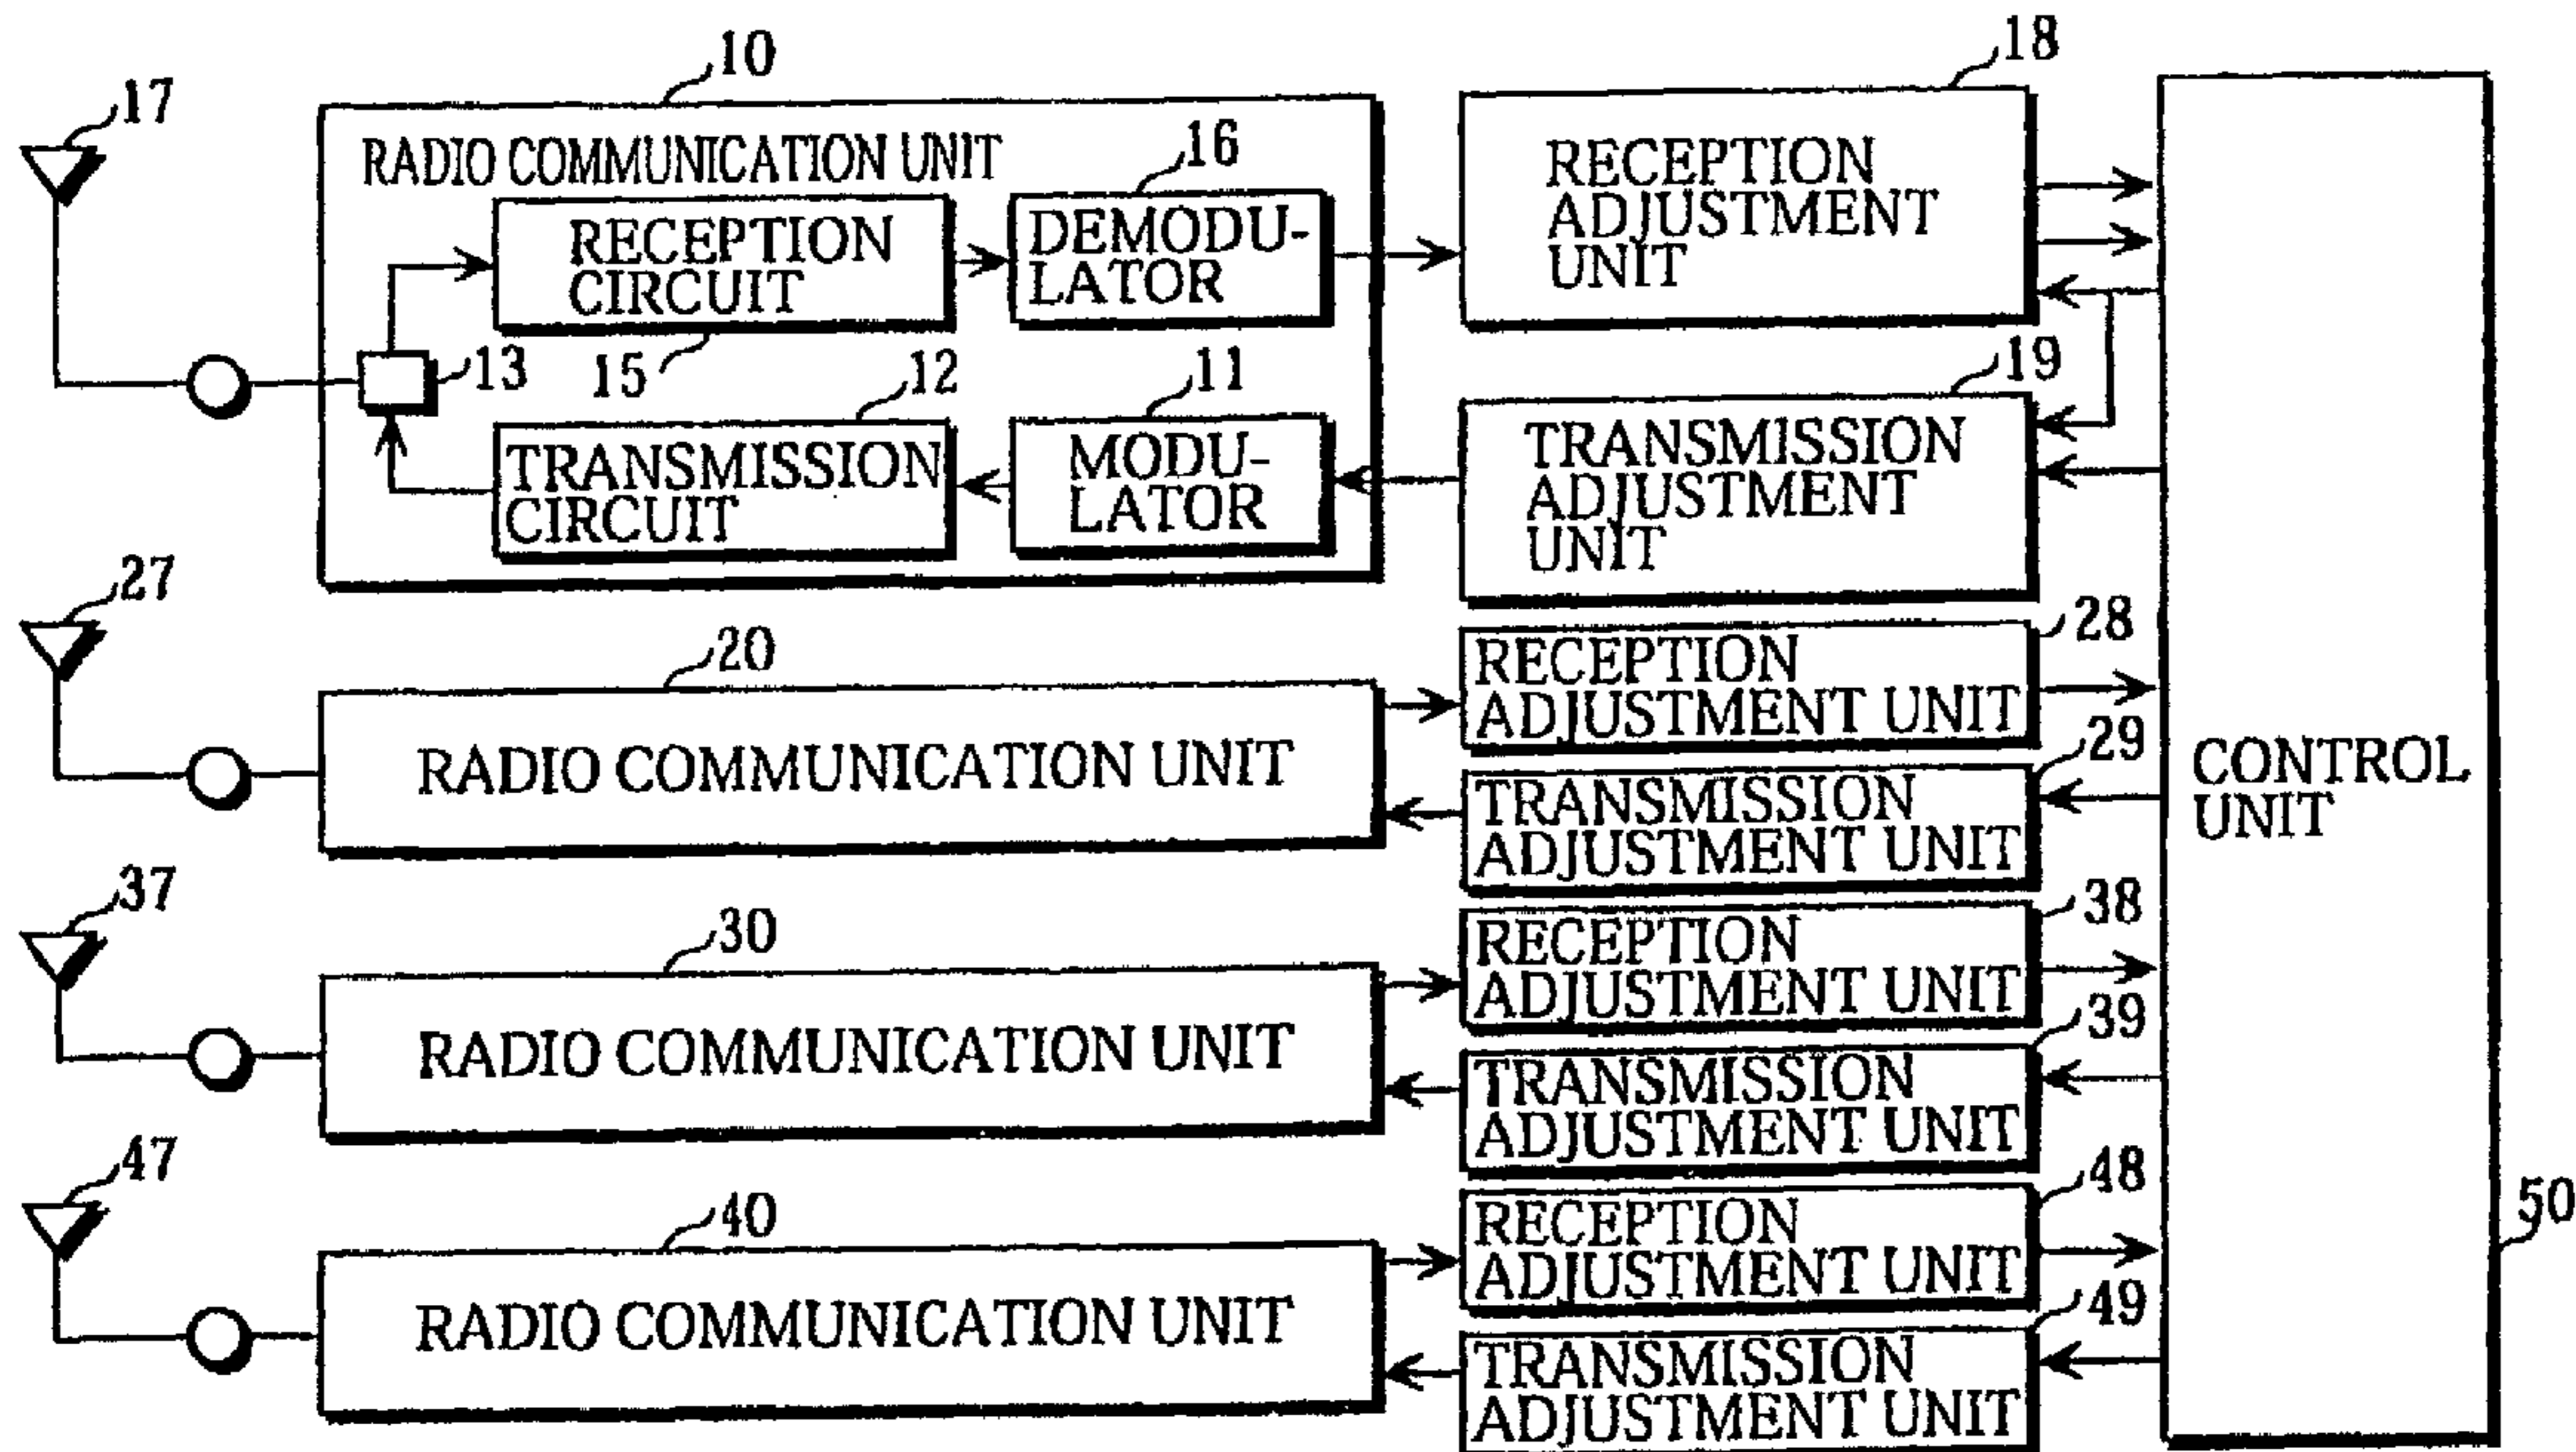 10
18
17
RADIO COMMUNICATION UNIT
16
RECEPTION
CIRCUIT
DEMODU-
LATOR
RECEPTION
ADJUSTMENT
UNIT
13
15
12
11
19
TRANSMISSION
CIRCUIT
MODU-
LATOR
TRANSMISSION
ADJUSTMENT
UNIT
27
20
RADIO COMMUNICATION UNIT
28
RECEPTION
ADJUSTMENT UNIT
29
TRANSMISSION
ADJUSTMENT UNIT
CONTROL
UNIT
37
30
RADIO COMMUNICATION UNIT
38
RECEPTION
ADJUSTMENT UNIT
39
TRANSMISSION
ADJUSTMENT UNIT
47
40
RADIO COMMUNICATION UNIT
48
RECEPTION
ADJUSTMENT UNIT
49
TRANSMISSION
ADJUSTMENT UNIT
50